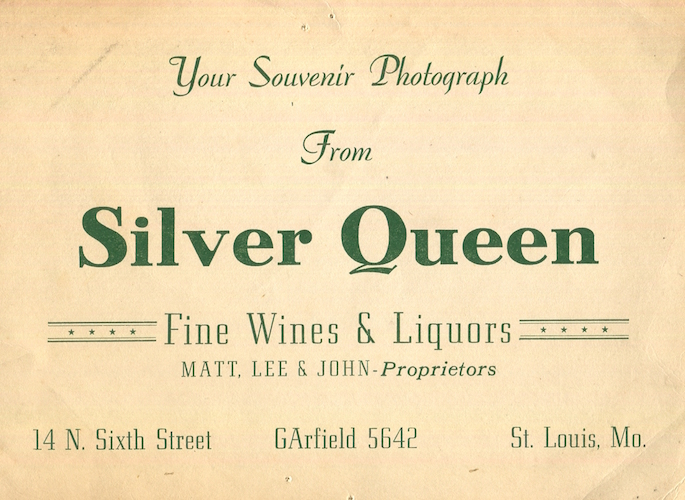 Your Souvenir Photograph
From
Silver Queen
Fine Wines & Liquors
MATT, LEE & JOHN-Proprietors
14 N. Sixth Street GArfield 5642 St. Louis, Mo.